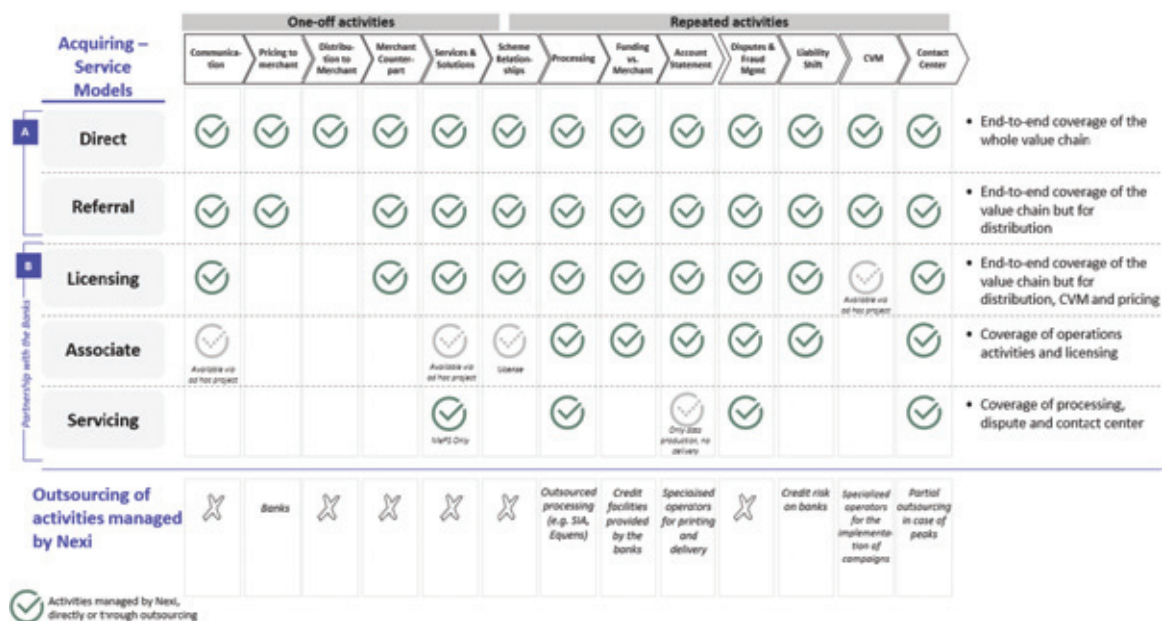 One-off activities
Repeated activities
Acquiring –
Service
Models
Communica-
tion
Pricing to
merchant
Distribu-
tion to
Merchant
Merchant
Counter-
part
Services &
Solutions
Scheme
Relation-
ships
Processing
Funding
vs.
Merchant
Account
Statement
Disputes &
Fraud
Mgmt
Liability
Shift
CVM
Contact
Center
A
Direct
• End-to-end coverage of the
whole value chain
Referral
• End-to-end coverage of the
value chain but for
distribution
B
Partnership with the Banks
Licensing
Available via
ad hoc project
• End-to-end coverage of the
value chain but for
distribution, CVM and pricing
Associate
Available via
ad hoc project
Available via
ad hoc project
License
• Coverage of operations
activities and licensing
Servicing
MePS Only
Only data
production, no
delivery
• Coverage of processing,
dispute and contact center
Outsourcing of
activities managed
by Nexi
Banks
Outsourced
processing
(e.g. SIA,
Equens)
Credit
facilities
provided
by the
banks
Specialised
operators
for printing
and
delivery
Credit risk
on banks
Specialized
operators
for the
implementa-
tion of
campaigns
Partial
outsourcing
in case of
peaks
Activities managed by Nexi,
directly or through outsourcing